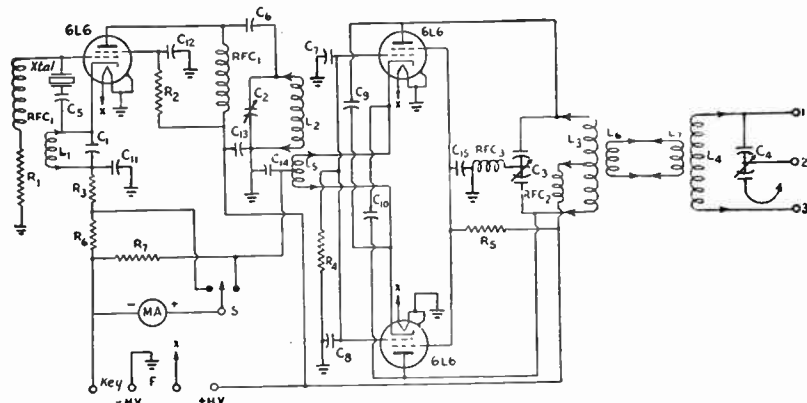 6L6
C6
6L6
Xtal
C12
RFC1
C7
C9
RFC1
C5
R2
C2
L2
L1
C1
C13
C14
C5
C15
RFC3
C3
L3
L6
L7
L4
C4
1
2
3
R1
C11
R3
C10
RFC2
R6
R7
R4
R5
- MA +
S
C8
6L6
x
x
x
Key
F
x
-HV
+HV